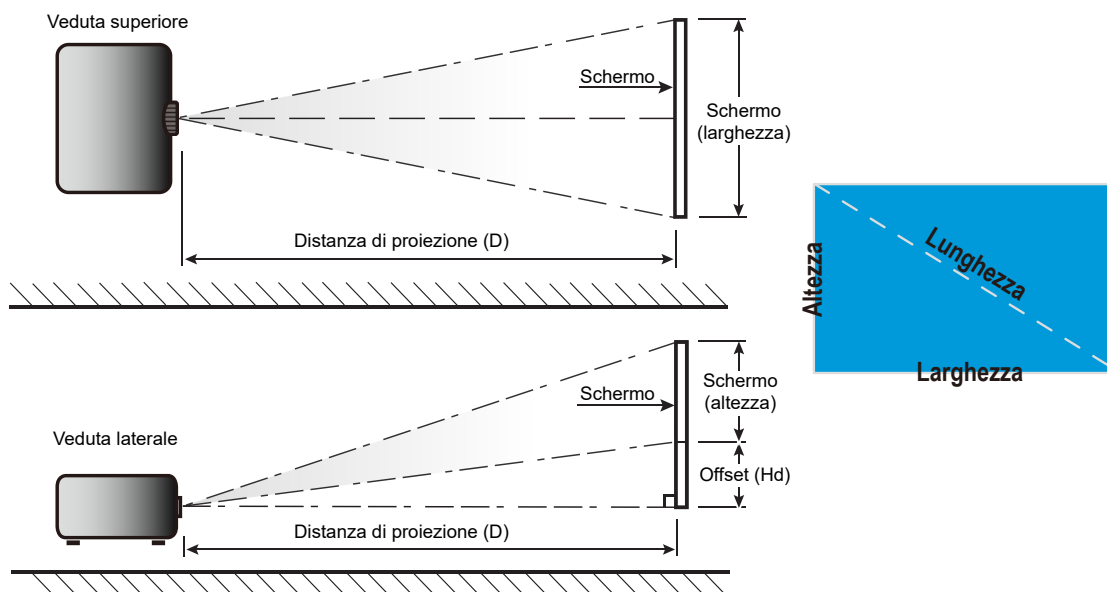 Veduta superiore
Schermo
Schermo
(larghezza)
Distanza di proiezione (D)
Altezza
Lunghezza
Larghezza
Veduta laterale
Schermo
Schermo
(altezza)
Offset (Hd)
Distanza di proiezione (D)